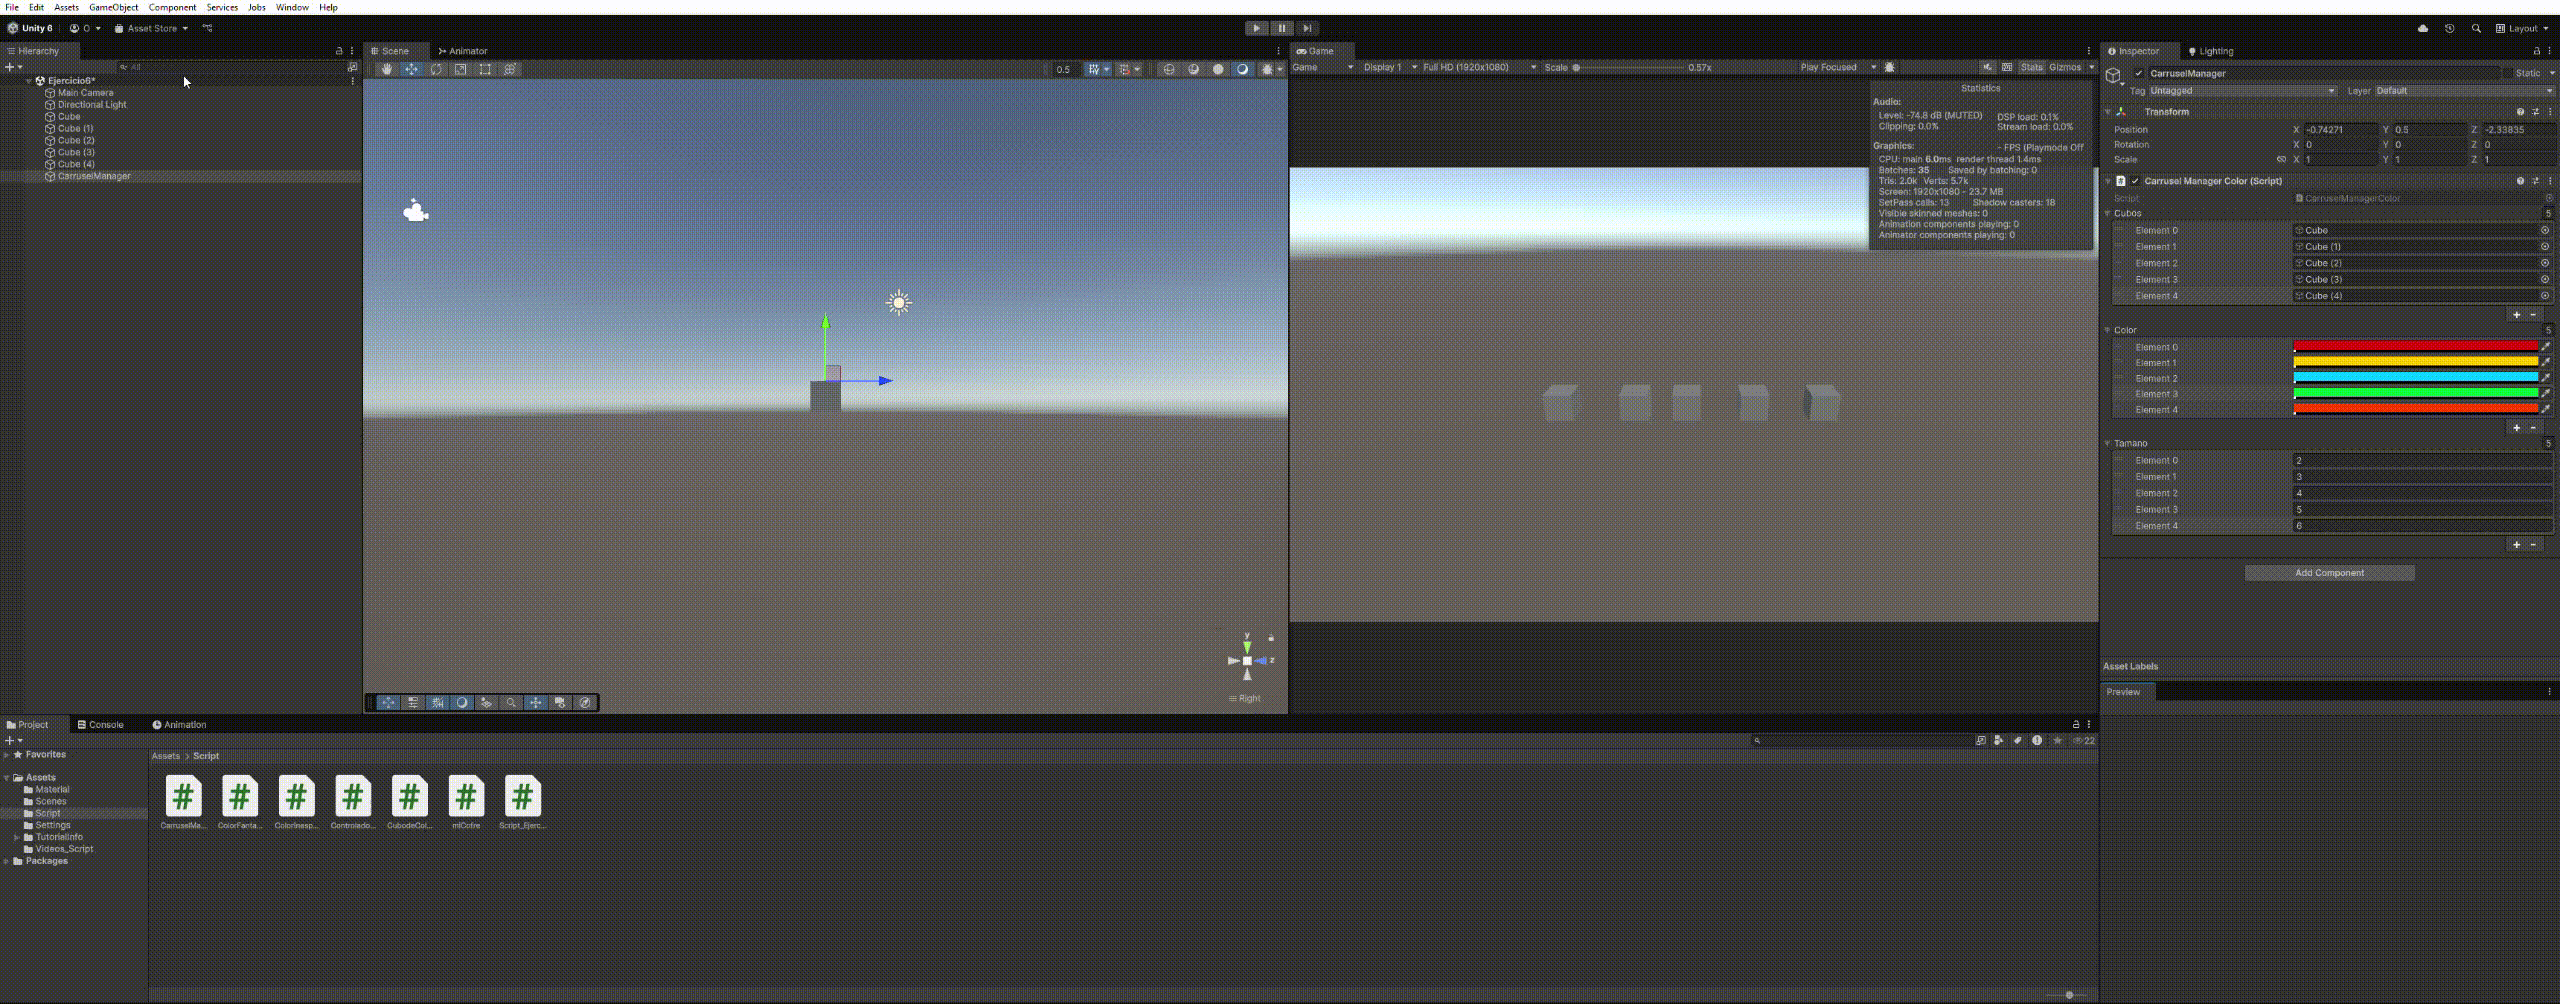 File Edit Assets GameObject Component Services Jobs Window Help
Unity 6 O Asset Store Layout
Hierarchy
All
Ejercicio6*
Main Camera
Directional Light
Cube
Cube (1)
Cube (2)
Cube (3)
Cube (4)
CarruselManager
Scene Animator
0.5
y
z
Right
Game
Game Display 1 Full HD (1920x1080) Scale 0.57x Play Focused Stats Gizmos
Statistics
Audio:
Level: -74.8 dB (MUTED) DSP load: 0.1%
Clipping: 0.0% Stream load: 0.0%
Graphics: - FPS (Playmode Off
CPU: main 6.0ms render thread 1.4ms
Batches: 35 Saved by batching: 0
Tris: 2.0k Verts: 5.7k
Screen: 1920x1080 - 23.7 MB
SetPass calls: 13 Shadow casters: 18
Visible skinned meshes: 0
Animation components playing: 0
Animator components playing: 0
Inspector Lighting
CarruselManager Static
Tag Untagged Layer Default
Transform
Position X -0.74271 Y 0.5 Z -2.33835
Rotation X 0 Y 0 Z 0
Scale X 1 Y 1 Z 1
Carrusel Manager Color (Script)
Script CarruselManagerColor
Cubos 5
Element 0 Cube
Element 1 Cube (1)
Element 2 Cube (2)
Element 3 Cube (3)
Element 4 Cube (4)
Color 5
Element 0
Element 1
Element 2
Element 3
Element 4
Tamano 5
Element 0 2
Element 1 3
Element 2 4
Element 3 5
Element 4 6
Add Component
Asset Labels
Preview
Project Console Animation
22
Favorites
Assets
Material
Scenes
Script
Settings
TutorialInfo
Videos_Script
Packages
Assets > Script
CarruselMa... ColorFanta... ColorInesp... Controlado... CubodeCol... miCofre Script_Ejerc...